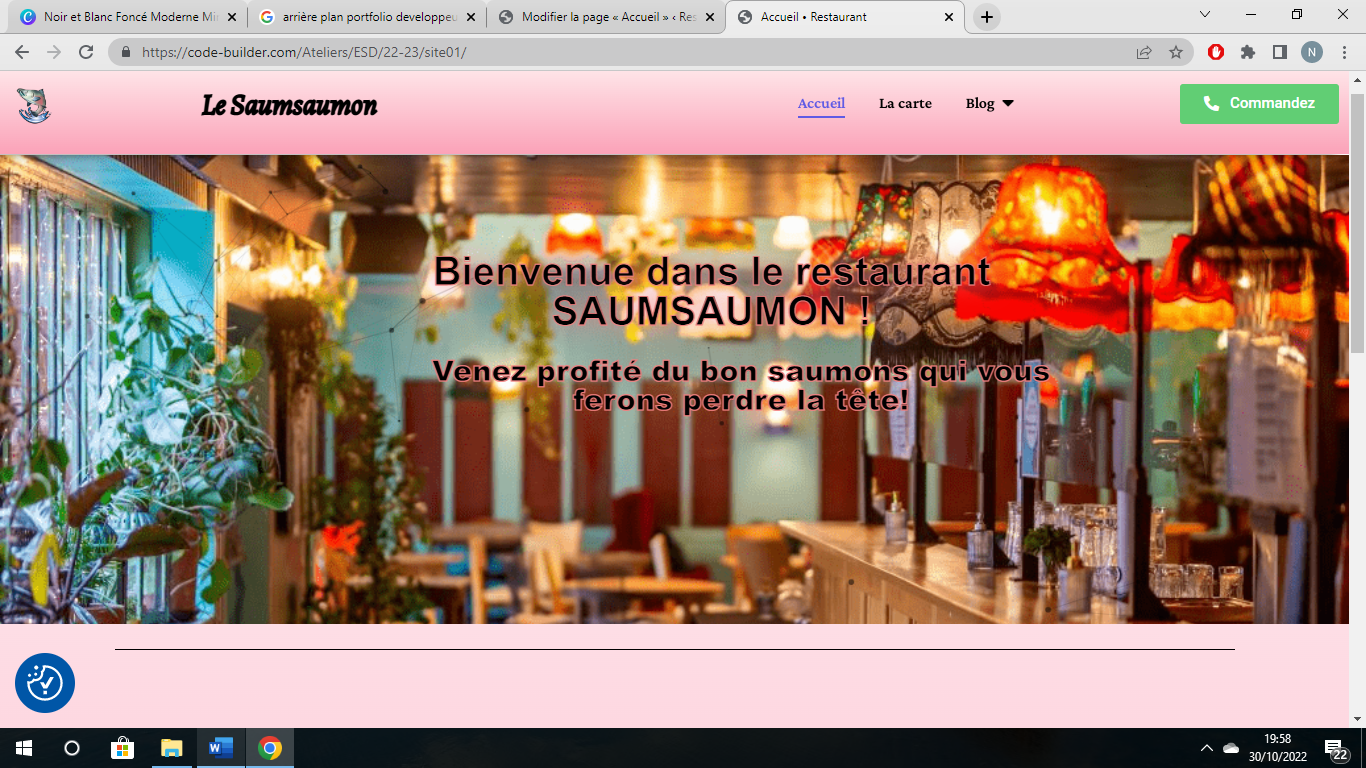 Noir et Blanc Foncé Moderne Mi
arrière plan portfolio developpeu
Modifier la page « Accueil » ‹ Res
Accueil • Restaurant
https://code-builder.com/Ateliers/ESD/22-23/site01/
N
Le Saumsaumon
Accueil
La carte
Blog
Commandez
Bienvenue dans le restaurant
SAUMSAUMON !
Venez profité du bon saumons qui vous
ferons perdre la tête!
19:58
30/10/2022
22